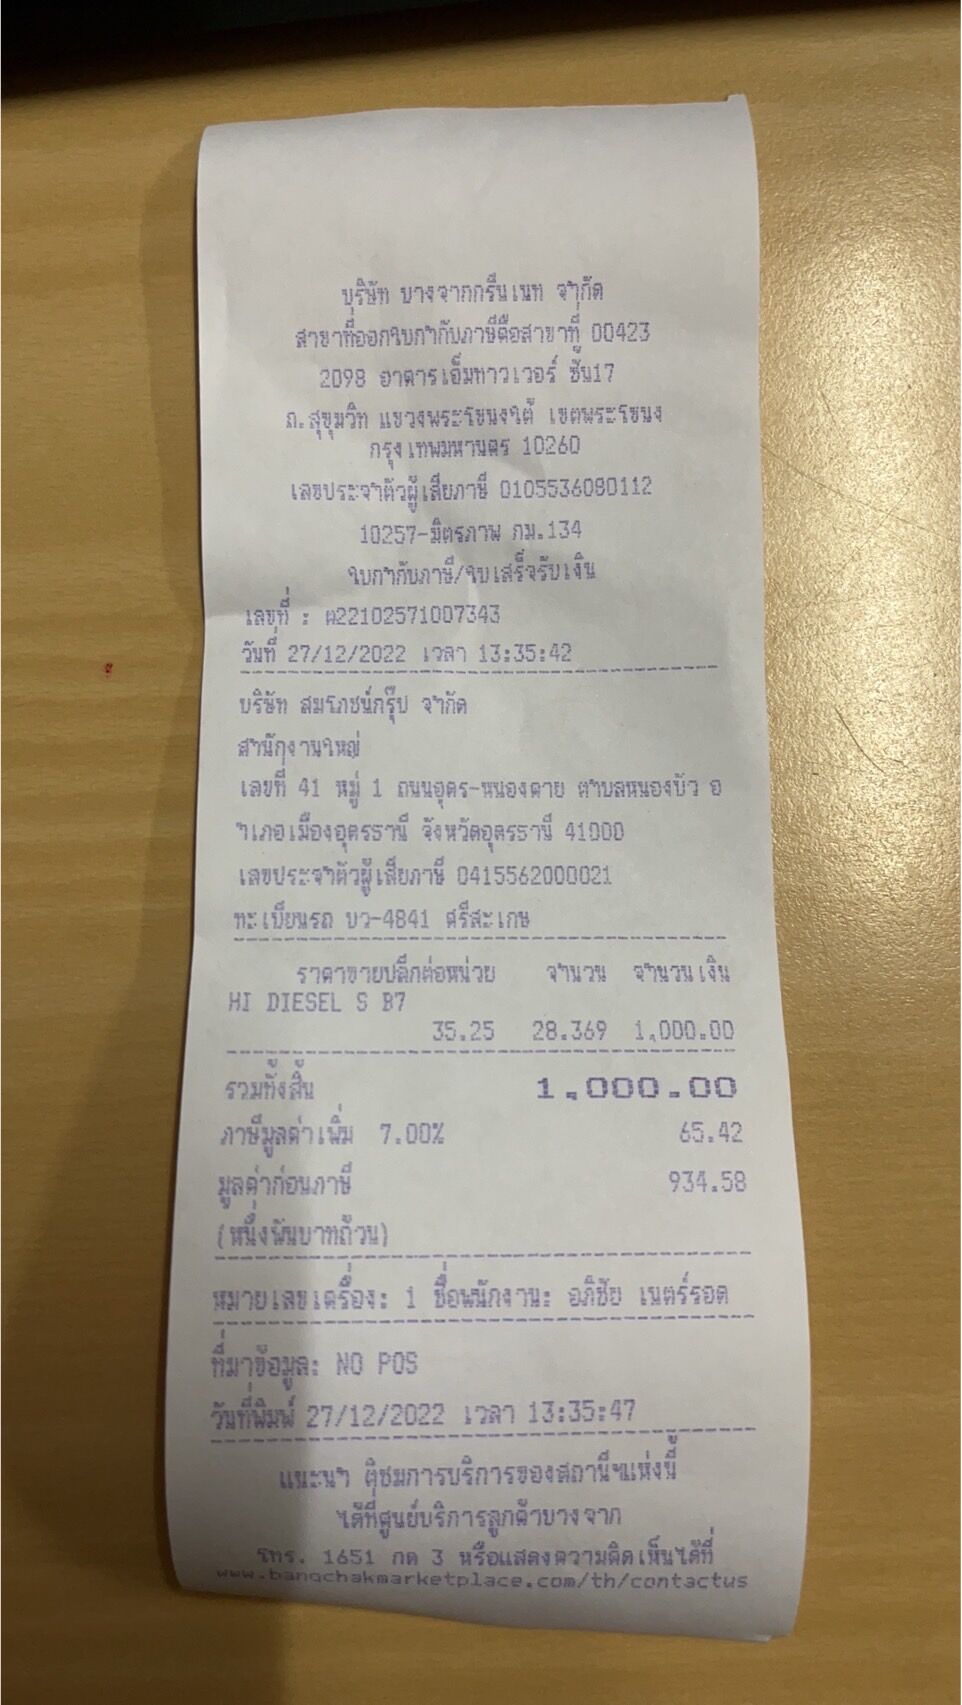 บริษัท บางจากกรีนเนท จำกัด
สาขาที่ออกใบกำกับภาษีคือสาขาที่ 00423
2098 อาคารเอ็มทาวเวอร์ ชั้น17
ถ.สุขุมวิท แขวงพระโขนงใต้ เขตพระโขนง
กรุงเทพมหานคร 10260
เลขประจำตัวผู้เสียภาษี 0105536080112
10257-มิตรภาพ กม.134
ใบกำกับภาษี/ใบเสร็จรับเงิน
เลขที่ : ผ22102571007343
วันที่ 27/12/2022 เวลา 13:35:42
บริษัท สมโภชน์กรุ๊ป จำกัด
สำนักงานใหญ่
เลขที่ 41 หมู่ 1 ถนนอุดร-หนองคาย ตำบลหนองบัว อ
ำเภอเมืองอุดรธานี จังหวัดอุดรธานี 41000
เลขประจำตัวผู้เสียภาษี 0415562000021
ทะเบียนรถ บว-4841 ศรีสะเกษ
ราคาขายปลีกต่อหน่วย จำนวน จำนวนเงิน
HI DIESEL S B7
35.25 28.369 1,000.00
รวมทั้งสิ้น 1,000.00
ภาษีมูลค่าเพิ่ม 7.00% 65.42
มูลค่าก่อนภาษี 934.58
(หนึ่งพันบาทถ้วน)
หมายเลขเครื่อง: 1 ชื่อพนักงาน: อภิชัย เนตร์รอด
ที่มาข้อมูล: NO POS
วันที่พิมพ์ 27/12/2022 เวลา 13:35:47
แนะนำ ติชมการบริการของสถานีฯแห่งนี้
ได้ที่ศูนย์บริการลูกค้าบางจาก
โทร. 1651 กด 3 หรือแสดงความคิดเห็นได้ที่
www.bangchakmarketplace.com/th/contactus